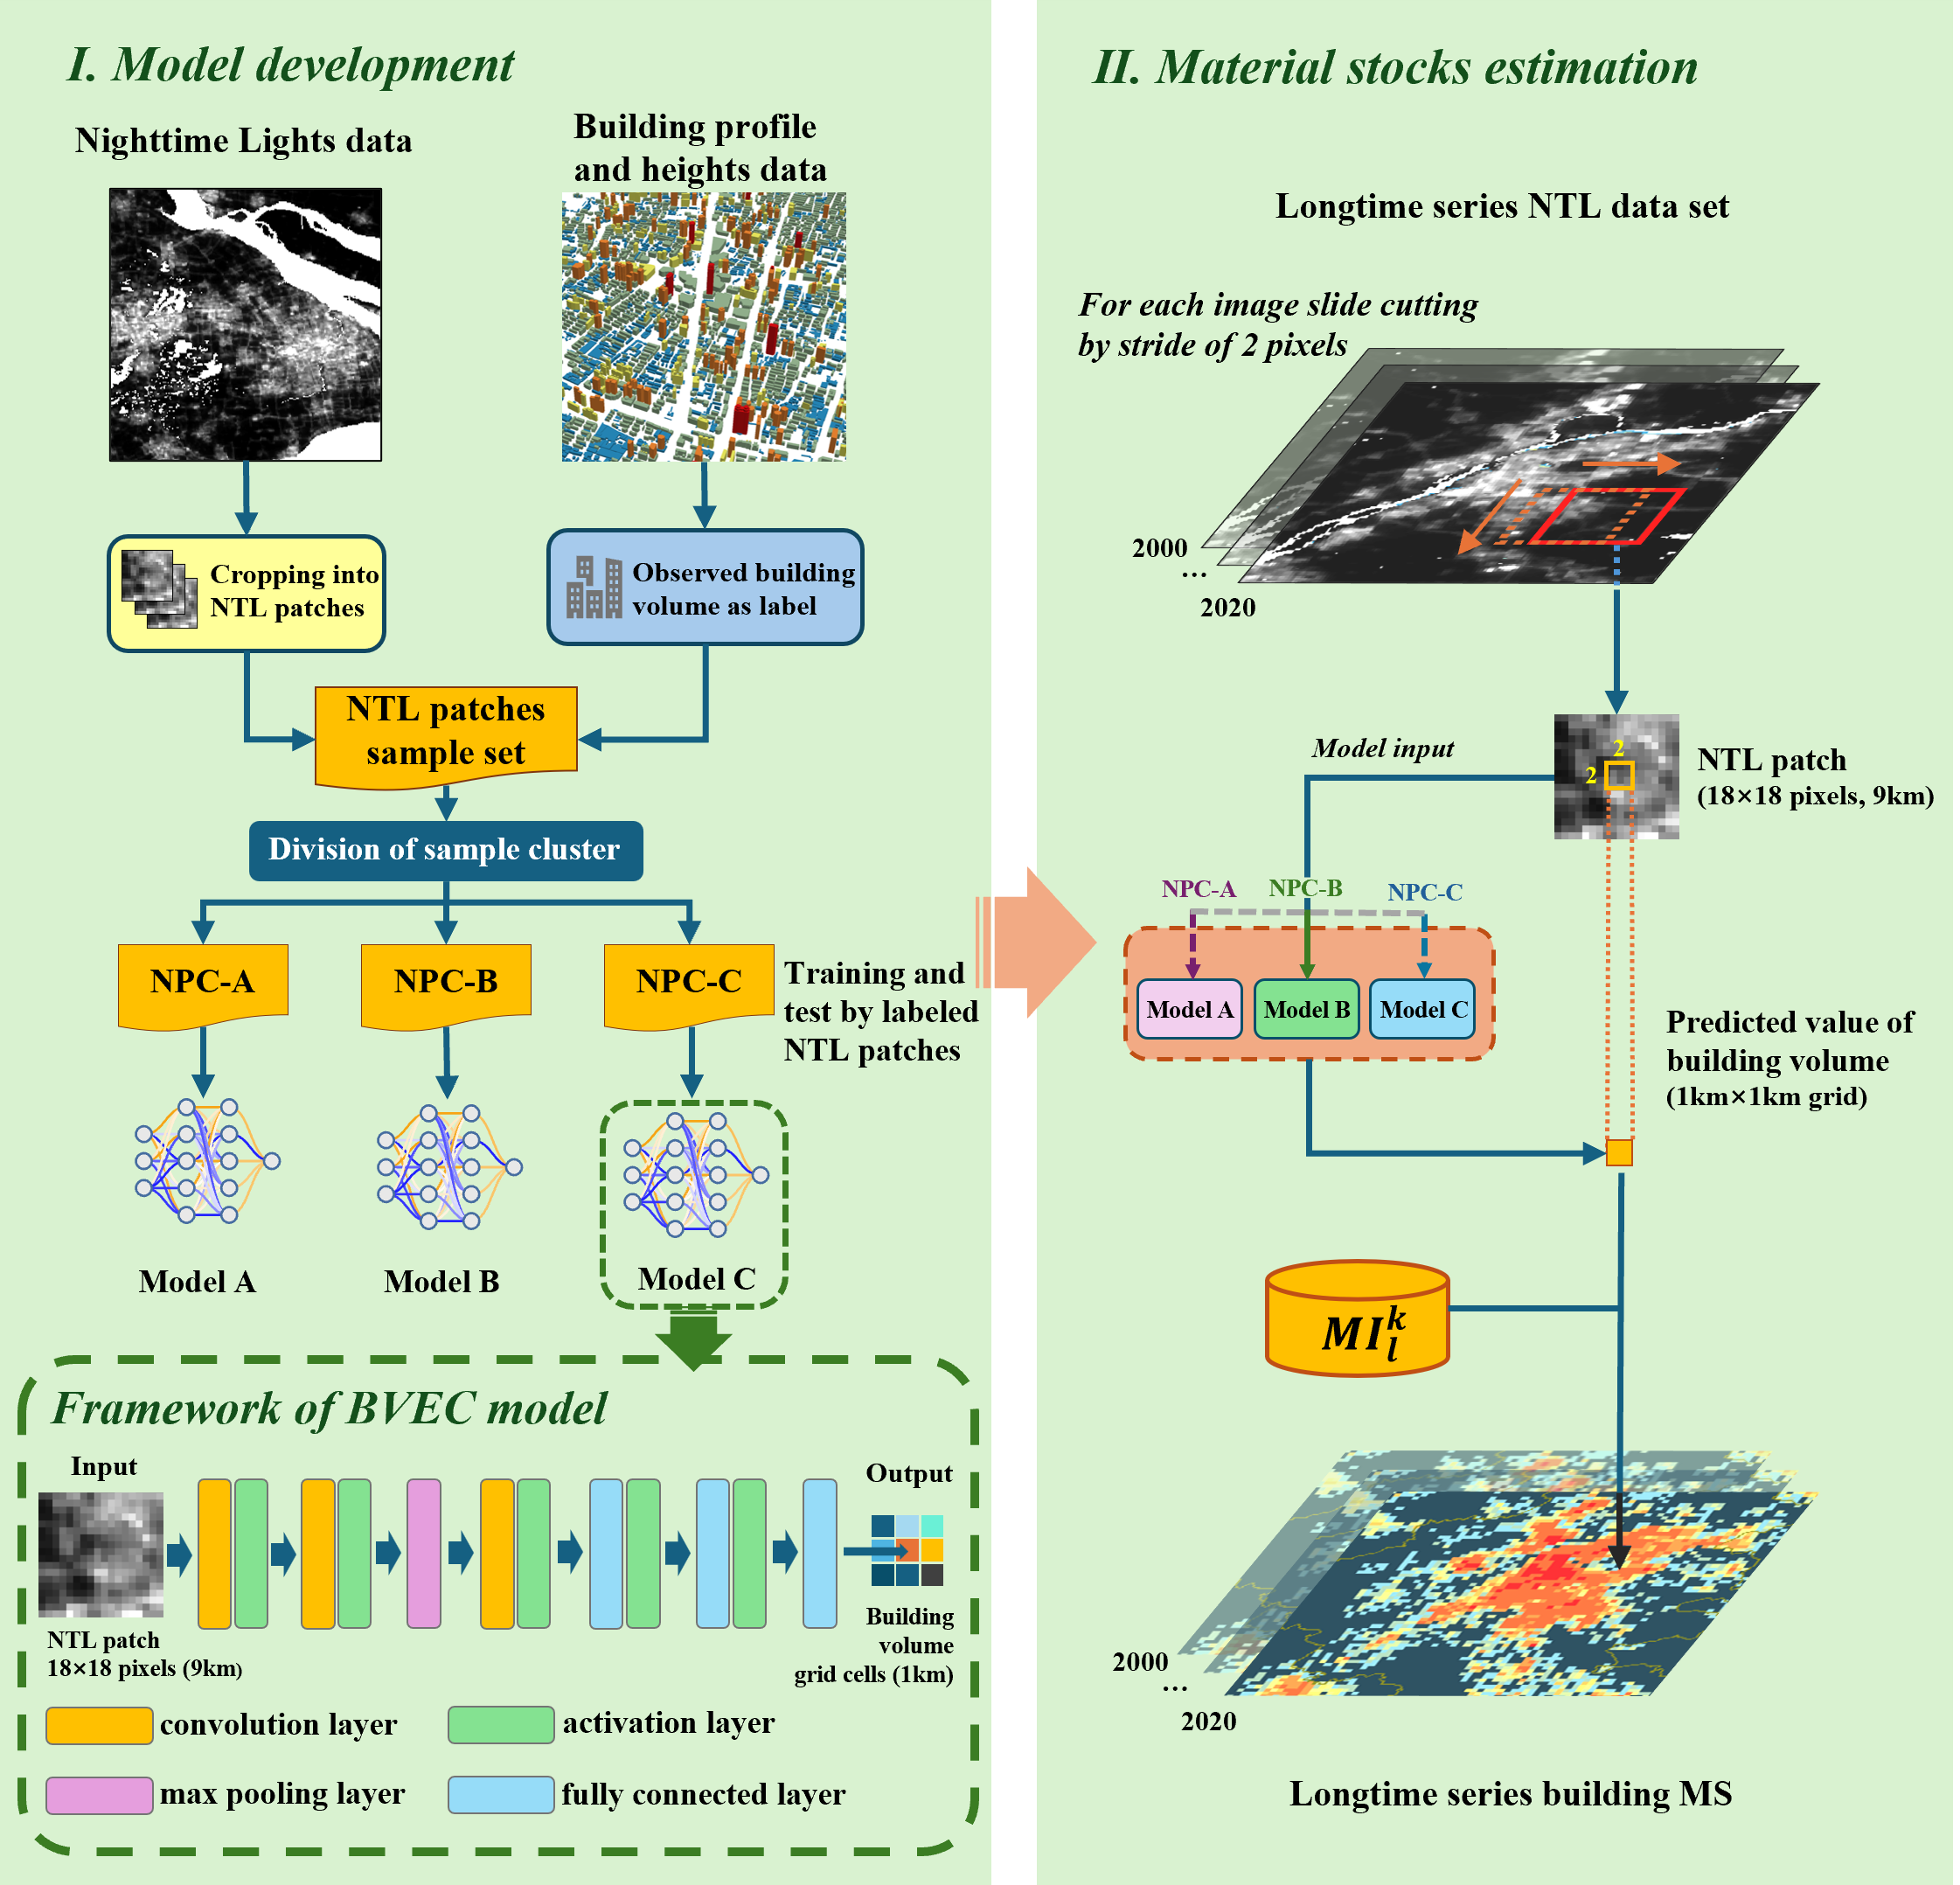 I. Model development
Nighttime Lights data
Building profile
and heights data
Cropping into
NTL patches
Observed building
volume as label
NTL patches
sample set
Division of sample cluster
NPC-A
NPC-B
NPC-C
Training and
test by labeled
NTL patches
Model A
Model B
Model C
Framework of BVEC model
Input
Output
NTL patch
18×18 pixels (9km)
Building
volume
grid cells (1km)
convolution layer
activation layer
max pooling layer
fully connected layer
II. Material stocks estimation
Longtime series NTL data set
For each image slide cutting
by stride of 2 pixels
2000
...
2020
Model input
2
2
NTL patch
(18×18 pixels, 9km)
NPC-A
NPC-B
NPC-C
Model A
Model B
Model C
Predicted value of
building volume
(1km×1km grid)
MI_l^k
2000
...
2020
Longtime series building MS